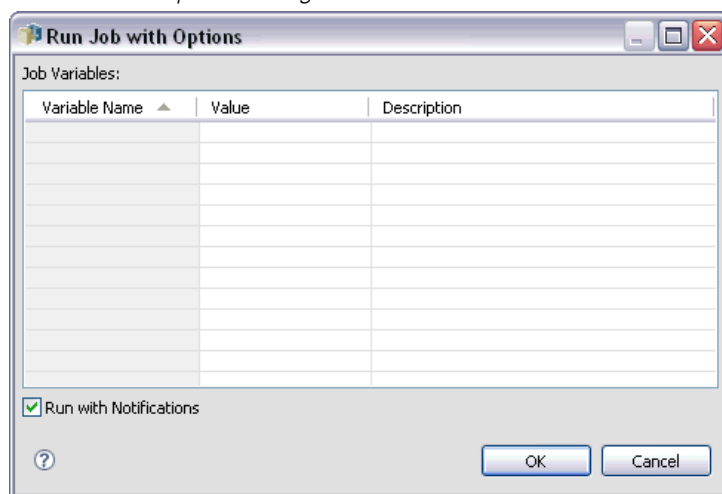 Run Job with Options
Job Variables:
Variable Name Value Description
Run with Notifications
OK Cancel